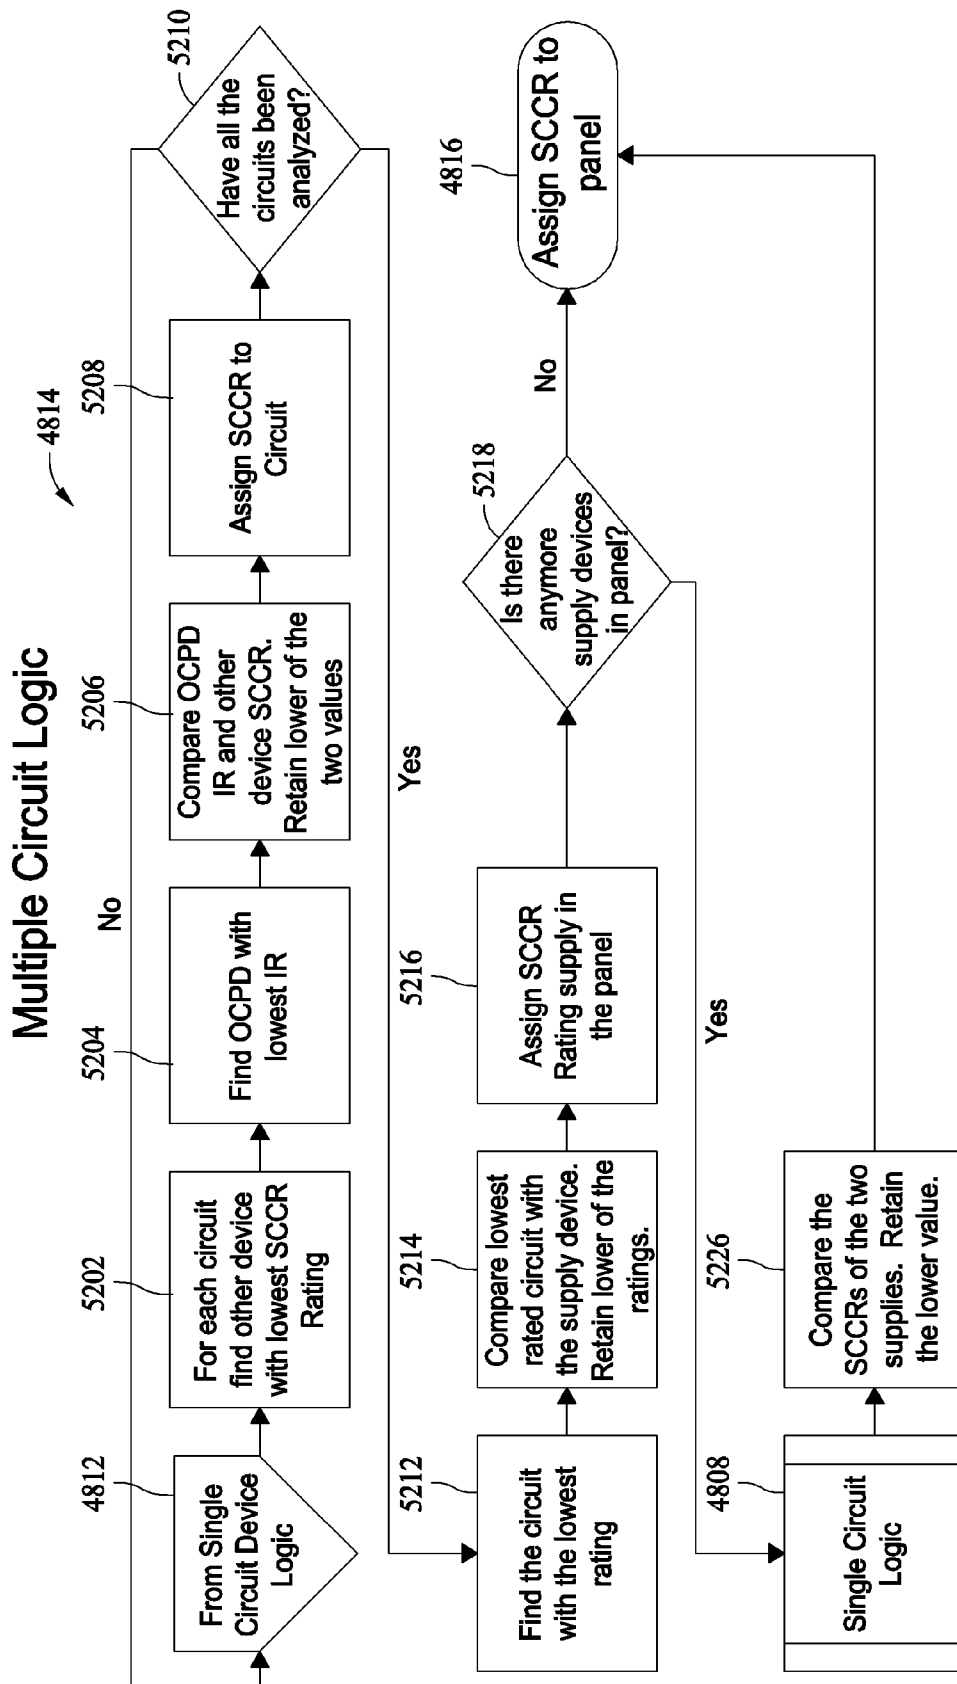 Multiple Circuit Logic
4814
No
4812
From Single
Circuit Device
Logic
5202
For each circuit
find other device
with lowest SCCR
Rating
5204
Find OCPD with
lowest IR
5206
Compare OCPD
IR and other
device SCCR.
Retain lower of the
two values
5208
Assign SCCR to
Circuit
5210
Have all the
circuits been
analyzed?
Yes
5212
Find the circuit
with the lowest
rating
5214
Compare lowest
rated circuit with
the supply device.
Retain lower of the
ratings.
5216
Assign SCCR
Rating supply in
the panel
5218
Is there
anymore
supply devices
in panel?
No
4816
Assign SCCR to
panel
Yes
4808
Single Circuit
Logic
5226
Compare the
SCCRs of the two
supplies. Retain
the lower value.